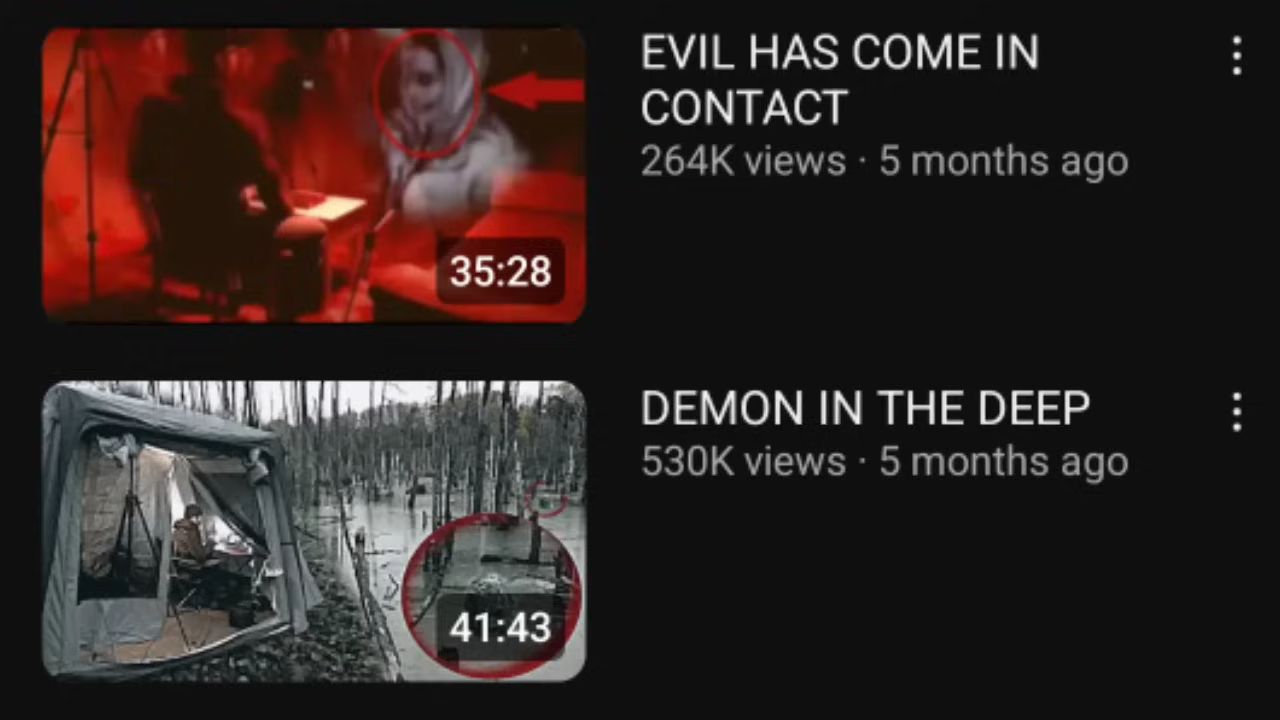 EVIL HAS COME IN
CONTACT
264K views · 5 months ago
35:28
DEMON IN THE DEEP
530K views · 5 months ago
41:43